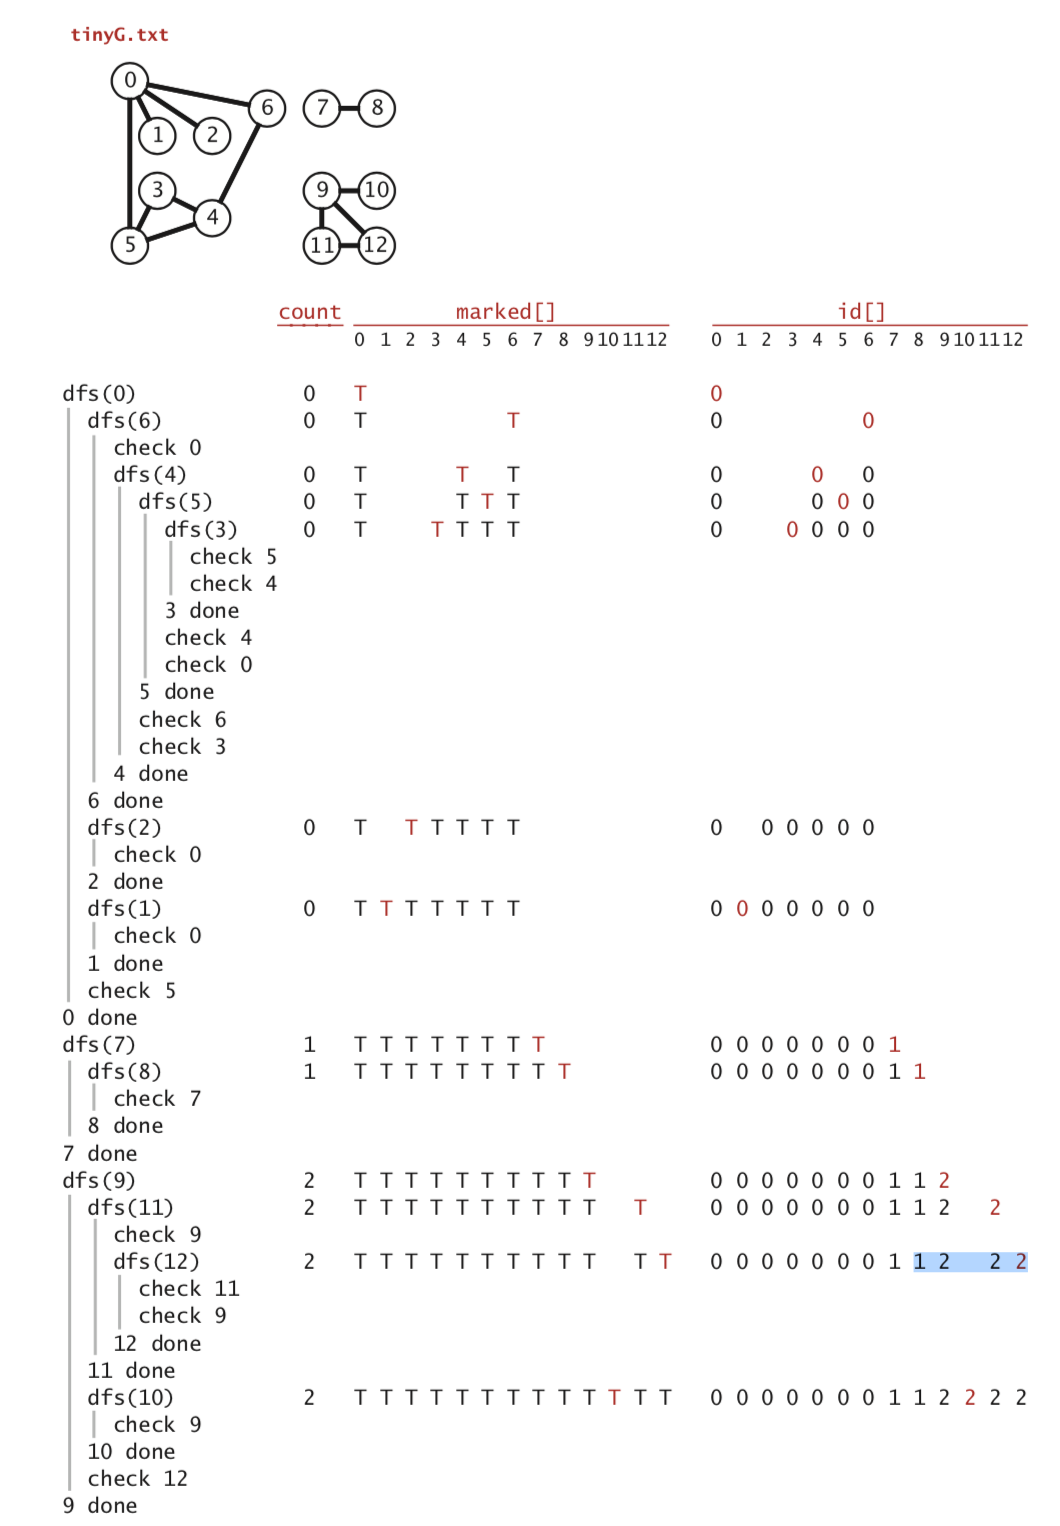 tinyG.txt
0
6 7 8
1 2
3 9 10
4
5 11 12
count marked[] id[]
0 1 2 3 4 5 6 7 8 9 10 11 12 0 1 2 3 4 5 6 7 8 9 10 11 12
dfs(0) 0 T 0
dfs(6) 0 T T 0 0
check 0
dfs(4) 0 T T T 0 0 0
dfs(5) 0 T T T T 0 0 0 0
dfs(3) 0 T T T T T 0 0 0 0 0
check 5
check 4
3 done
check 4
check 0
5 done
check 6
check 3
4 done
6 done
dfs(2) 0 T T T T T T 0 0 0 0 0 0
check 0
2 done
dfs(1) 0 T T T T T T T 0 0 0 0 0 0 0
check 0
1 done
check 5
0 done
dfs(7) 1 T T T T T T T T 0 0 0 0 0 0 0 1
dfs(8) 1 T T T T T T T T T 0 0 0 0 0 0 0 1 1
check 7
8 done
7 done
dfs(9) 2 T T T T T T T T T T 0 0 0 0 0 0 0 1 1 2
dfs(11) 2 T T T T T T T T T T T 0 0 0 0 0 0 0 1 1 2 2
check 9
dfs(12) 2 T T T T T T T T T T T T 0 0 0 0 0 0 0 1 1 2 2 2
check 11
check 9
12 done
11 done
dfs(10) 2 T T T T T T T T T T T T T 0 0 0 0 0 0 0 1 1 2 2 2 2
check 9
10 done
check 12
9 done